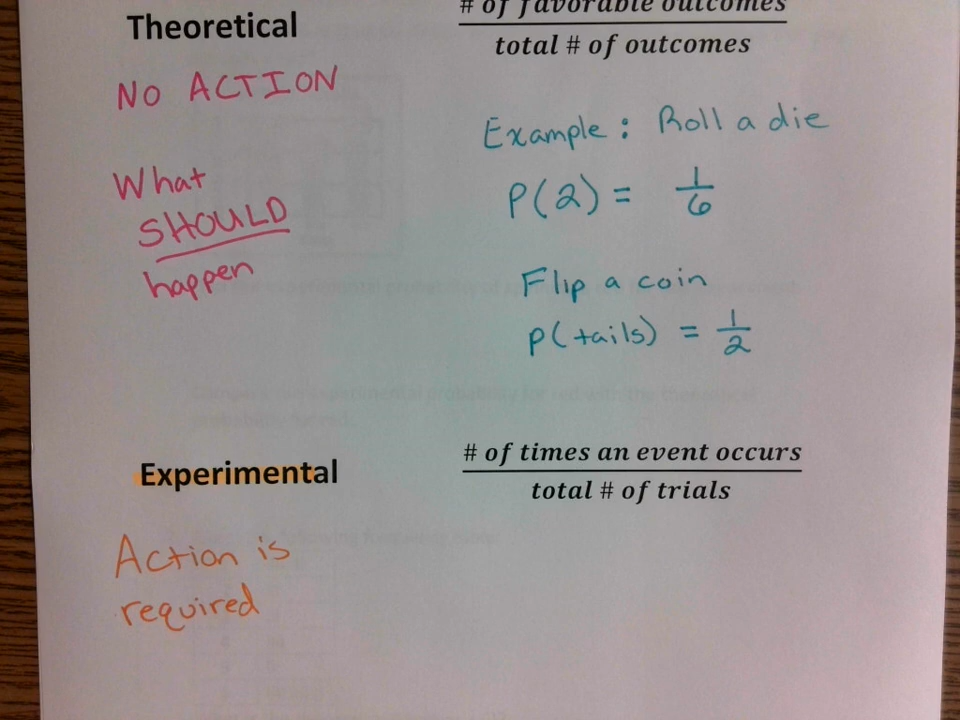 Theoretical
# of favorable outcomes
total # of outcomes
NO ACTION
What
SHOULD
happen
Example: Roll a die
P(2) = 1/6
Flip a coin
P(tails) = 1/2
Experimental
# of times an event occurs
total # of trials
Action is
required